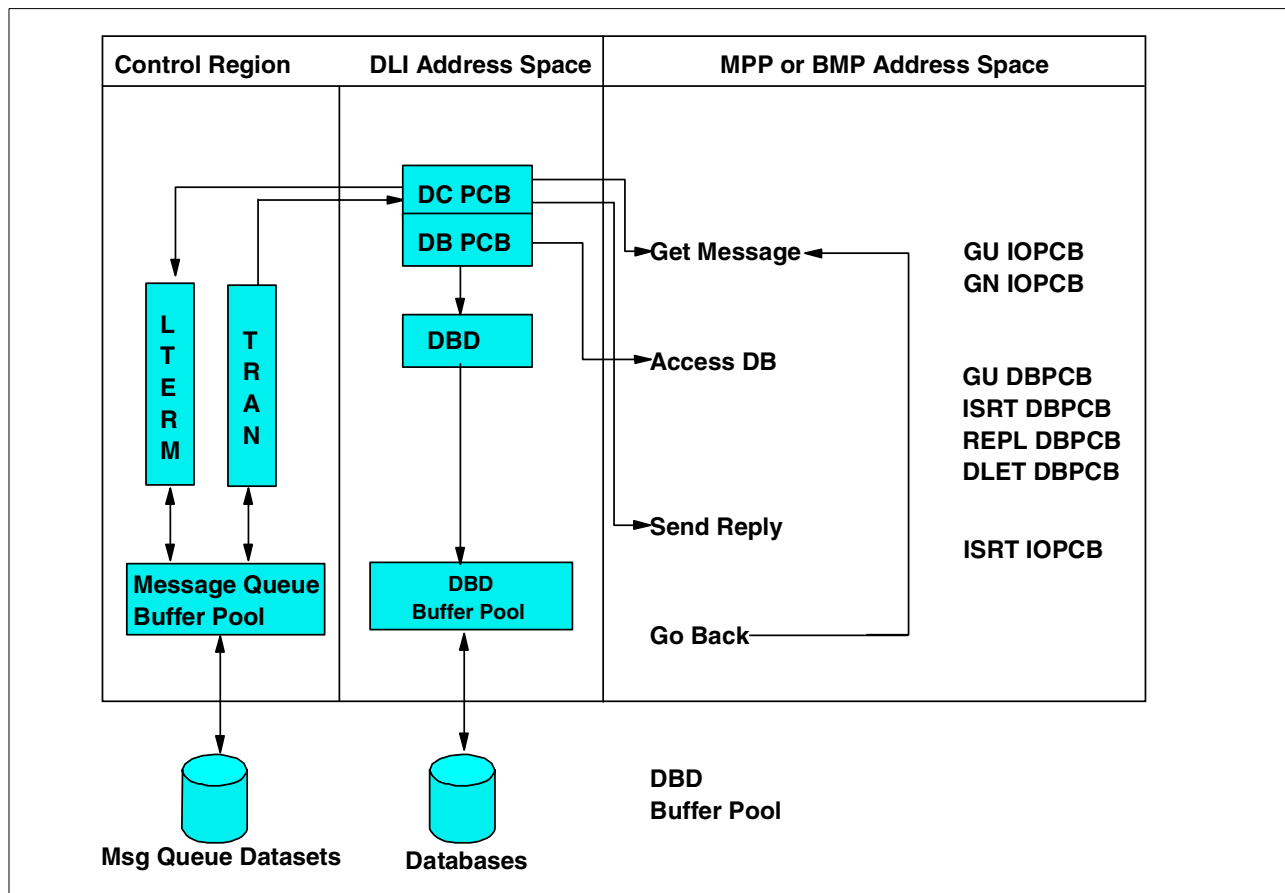 Control Region
DLI Address Space
MPP or BMP Address Space
DC PCB
DB PCB
Get Message
GU IOPCB
GN IOPCB
LTERM
TRAN
DBD
Access DB
GU DBPCB
ISRT DBPCB
REPL DBPCB
DLET DBPCB
Send Reply
ISRT IOPCB
Message Queue
Buffer Pool
DBD
Buffer Pool
Go Back
Msg Queue Datasets
Databases
DBD
Buffer Pool